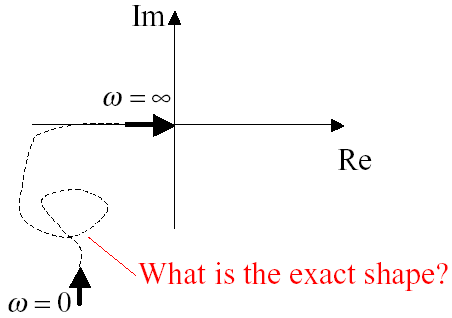 Im
ω = ∞
Re
What is the exact shape?
ω = 0